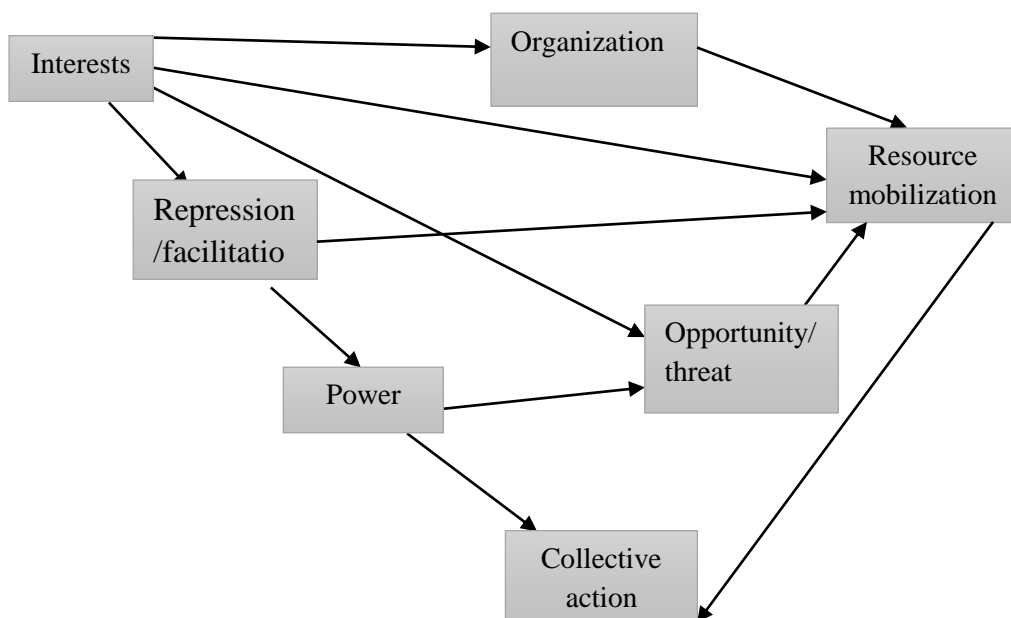 Organization
Interests
Resource
mobilization
Repression
/facilitatio
Opportunity/
threat
Power
Collective
action